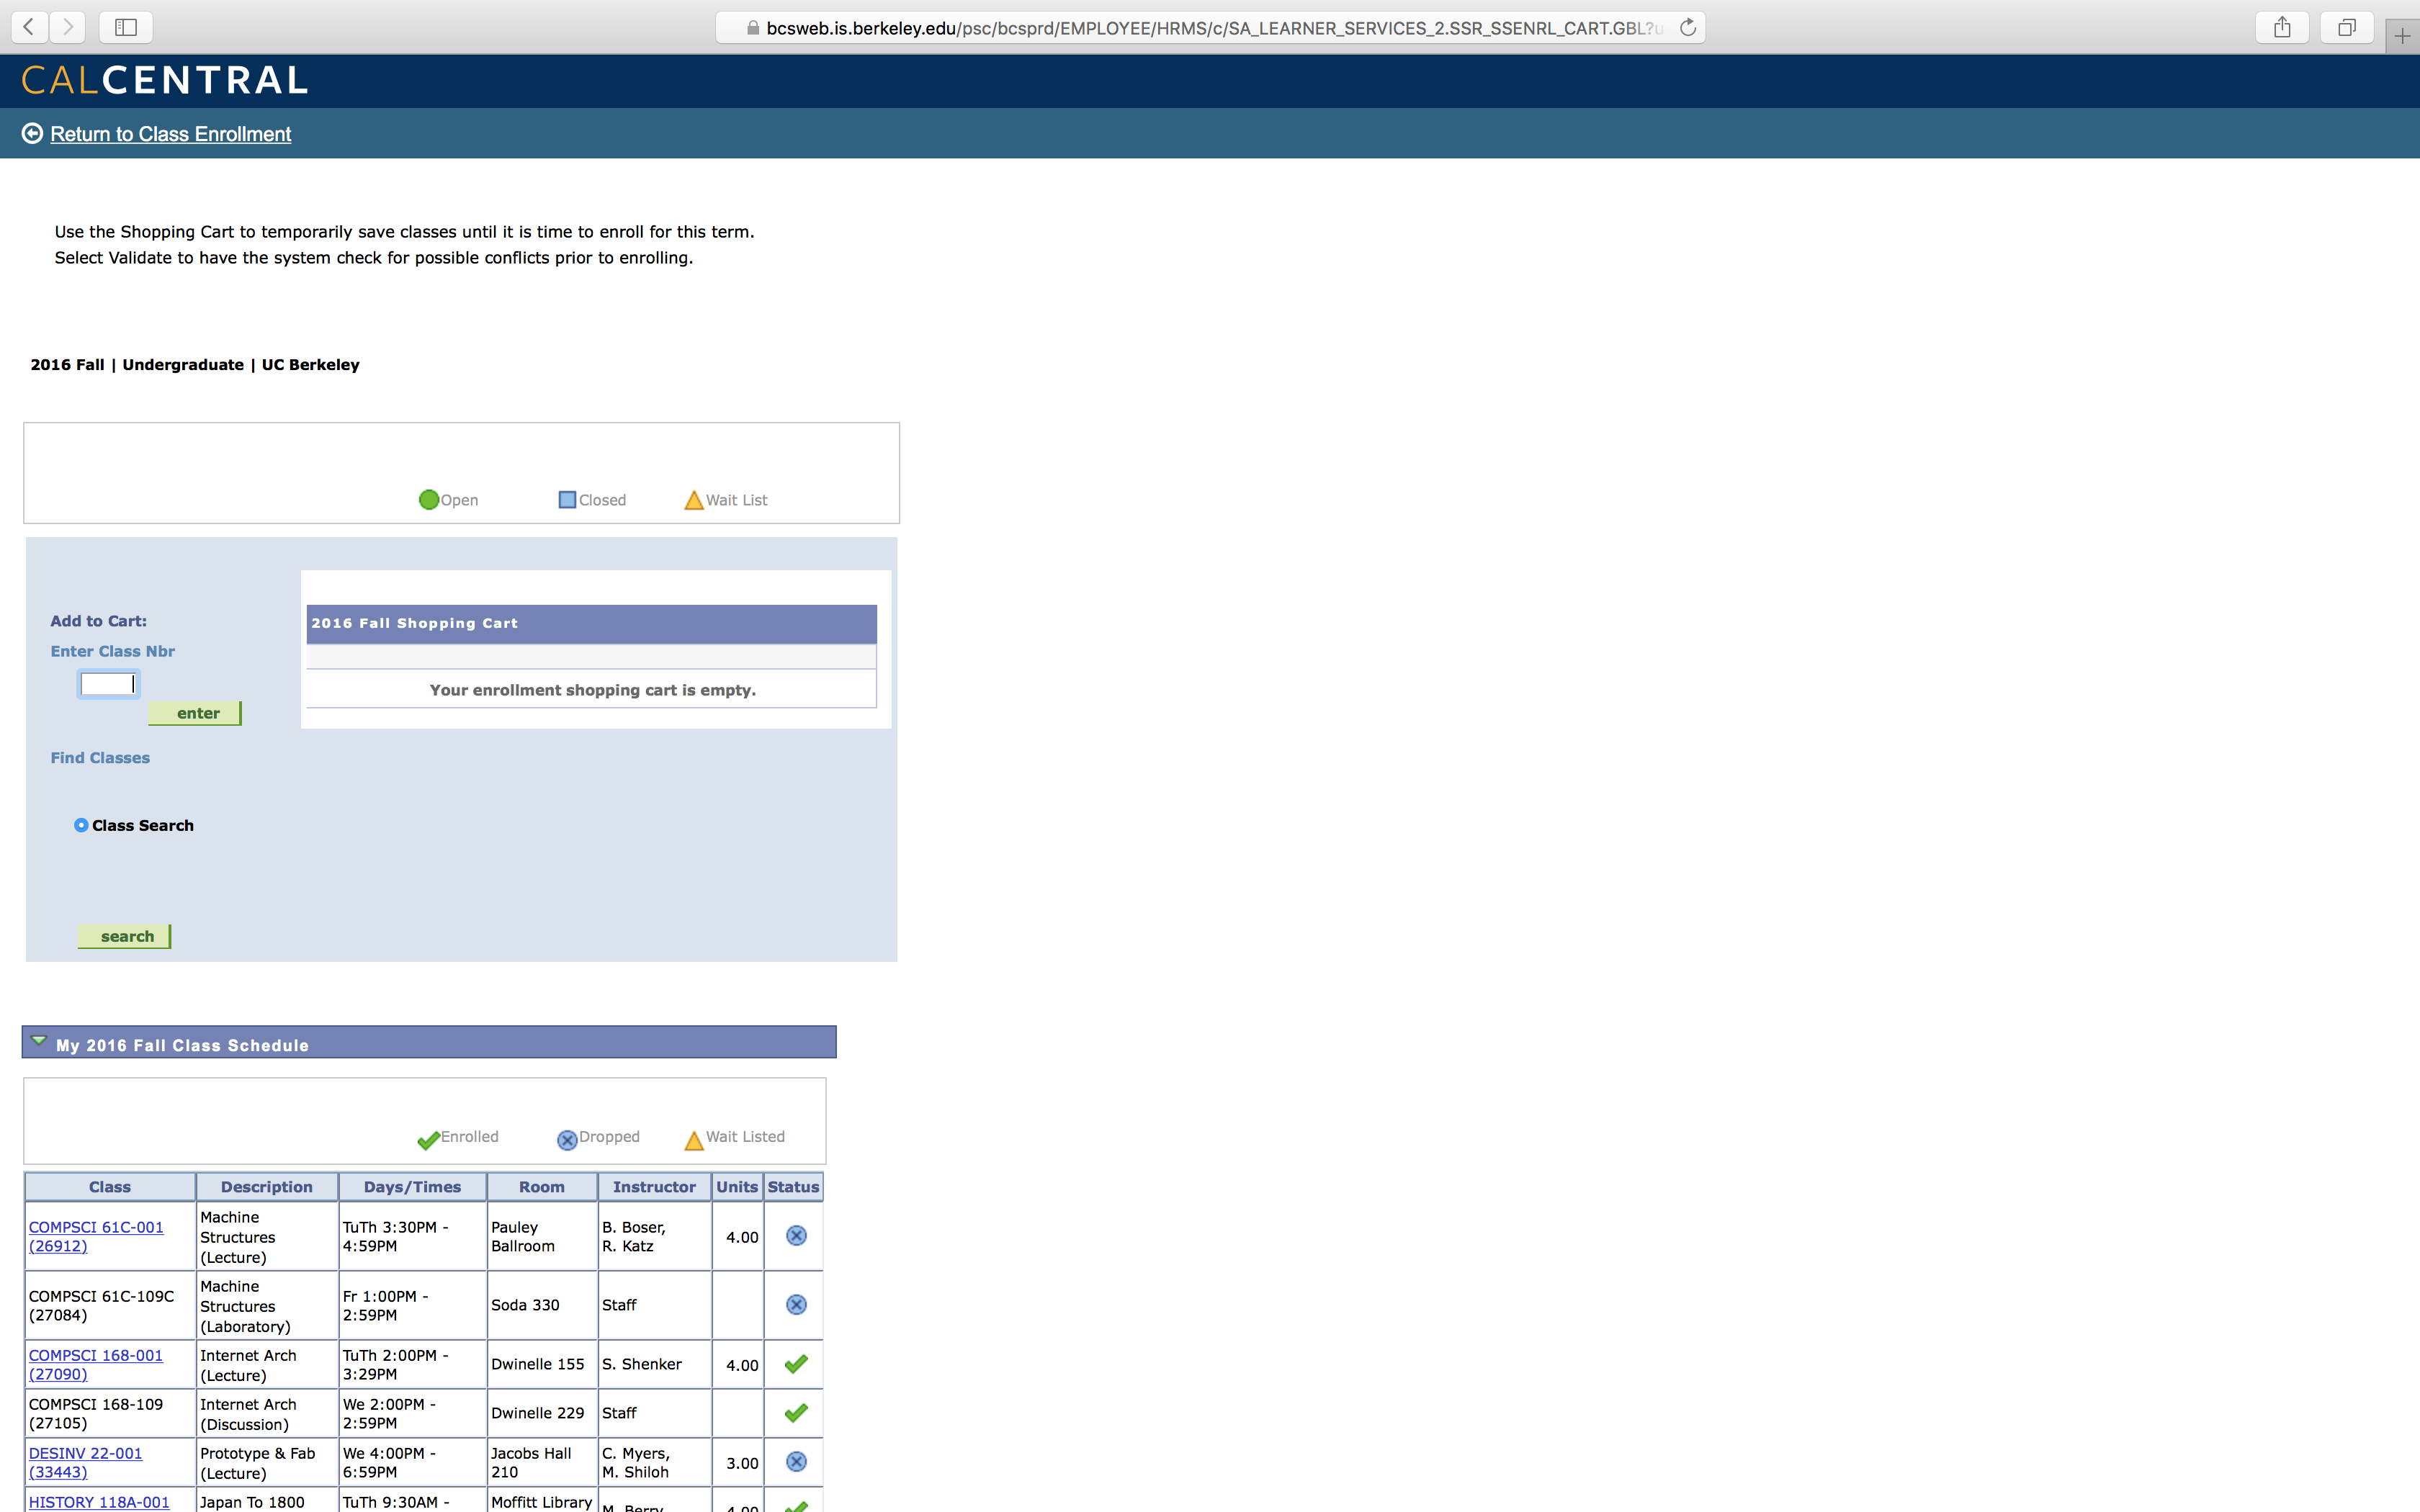 bcsweb.is.berkeley.edu/psc/bcsprd/EMPLOYEE/HRMS/c/SA_LEARNER_SERVICES_2.SSR_SSENRL_CART.GBL?u
CALCENTRAL
Return to Class Enrollment
Use the Shopping Cart to temporarily save classes until it is time to enroll for this term.
Select Validate to have the system check for possible conflicts prior to enrolling.
2016 Fall | Undergraduate | UC Berkeley
Open Closed Wait List
Add to Cart:
Enter Class Nbr
enter
2016 Fall Shopping Cart
Your enrollment shopping cart is empty.
Find Classes
Class Search
search
My 2016 Fall Class Schedule
Enrolled Dropped Wait Listed
Class Description Days/Times Room Instructor Units Status
COMPSCI 61C-001
(26912)
Machine
Structures
(Lecture)
TuTh 3:30PM -
4:59PM
Pauley
Ballroom
B. Boser,
R. Katz
4.00
COMPSCI 61C-109C
(27084)
Machine
Structures
(Laboratory)
Fr 1:00PM -
2:59PM
Soda 330
Staff
COMPSCI 168-001
(27090)
Internet Arch
(Lecture)
TuTh 2:00PM -
3:29PM
Dwinelle 155
S. Shenker
4.00
COMPSCI 168-109
(27105)
Internet Arch
(Discussion)
We 2:00PM -
2:59PM
Dwinelle 229
Staff
DESINV 22-001
(33443)
Prototype & Fab
(Lecture)
We 4:00PM -
6:59PM
Jacobs Hall
210
C. Myers,
M. Shiloh
3.00
HISTORY 118A-001
Japan To 1800
TuTh 9:30AM -
Moffitt Library
M. Berry
4.00